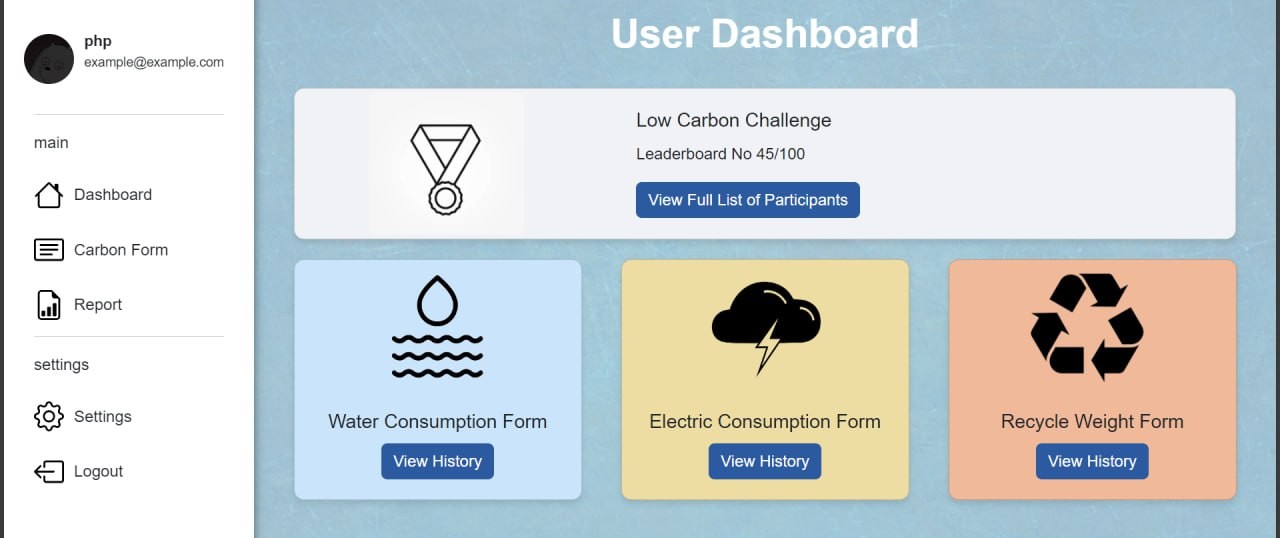 php
example@example.com
main
Dashboard
Carbon Form
Report
settings
Settings
Logout
User Dashboard
Low Carbon Challenge
Leaderboard No 45/100
View Full List of Participants
Water Consumption Form
View History
Electric Consumption Form
View History
Recycle Weight Form
View History